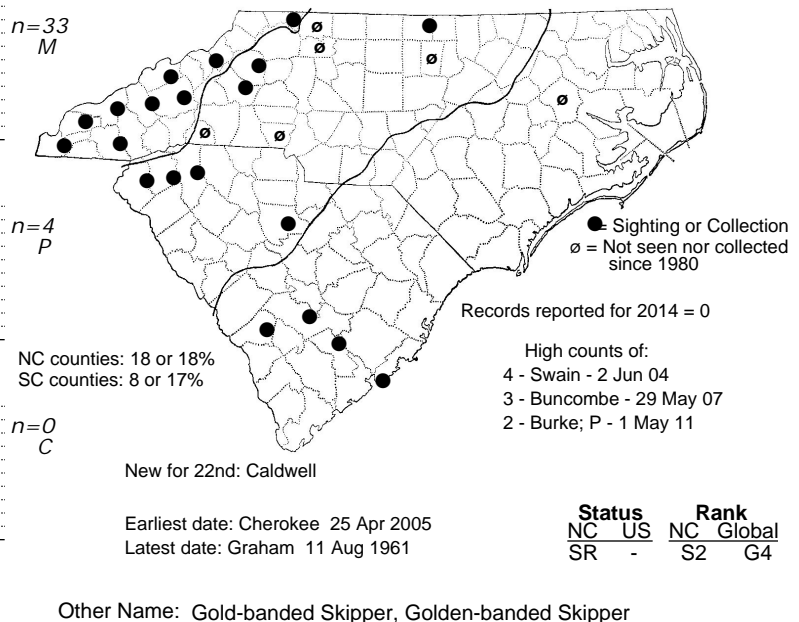 n=33
M
n=4
P
n=0
C
● = Sighting or Collection
ø = Not seen nor collected
since 1980
Records reported for 2014 = 0
High counts of:
4 - Swain - 2 Jun 04
3 - Buncombe - 29 May 07
2 - Burke; P - 1 May 11
NC counties: 18 or 18%
SC counties: 8 or 17%
New for 22nd: Caldwell
Earliest date: Cherokee 25 Apr 2005
Latest date: Graham 11 Aug 1961
Status Rank
NC US NC Global
SR - S2 G4
Other Name: Gold-banded Skipper, Golden-banded Skipper